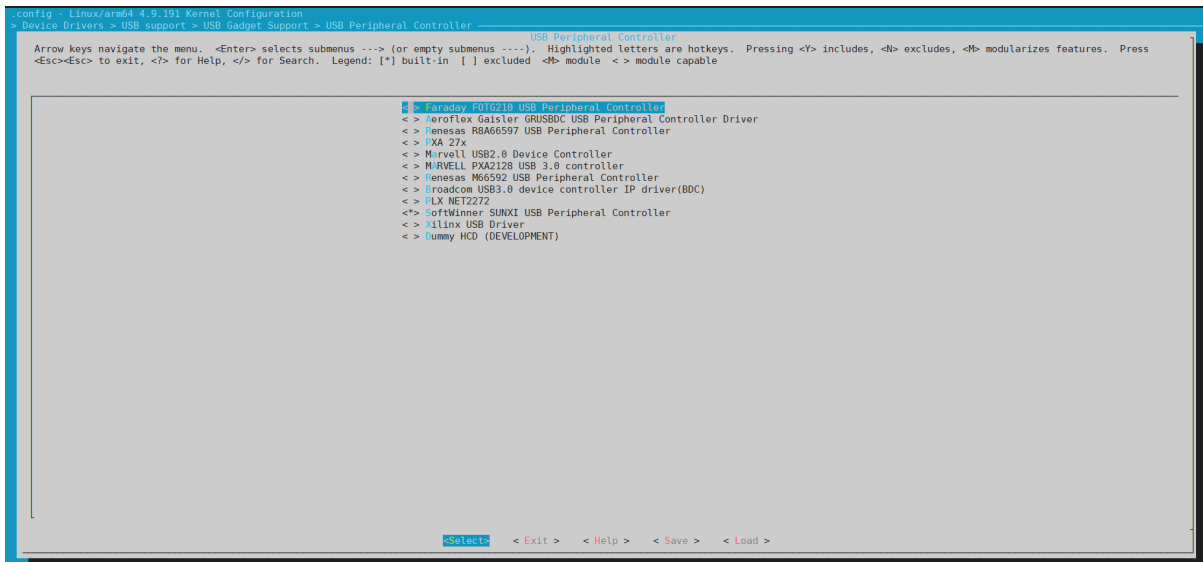 .config - Linux/arm64 4.9.191 Kernel Configuration
> Device Drivers > USB support > USB Gadget Support > USB Peripheral Controller
USB Peripheral Controller
Arrow keys navigate the menu. <Enter> selects submenus ---> (or empty submenus ----). Highlighted letters are hotkeys. Pressing <Y> includes, <N> excludes, <M> modularizes features. Press
<Esc><Esc> to exit, <?> for Help, </> for Search. Legend: [*] built-in [ ] excluded <M> module < > module capable
< > Faraday FOTG210 USB Peripheral Controller
< > Aeroflex Gaisler GRUSBDC USB Peripheral Controller Driver
< > Renesas R8A66597 USB Peripheral Controller
< > PXA 27x
< > Marvell USB2.0 Device Controller
< > MARVELL PXA2128 USB 3.0 controller
< > Renesas M66592 USB Peripheral Controller
< > Broadcom USB3.0 device controller IP driver(BDC)
< > PLX NET2272
<*> SoftWinner SUNXI USB Peripheral Controller
< > Xilinx USB Driver
< > Dummy HCD (DEVELOPMENT)
<Select> < Exit > < Help > < Save > < Load >